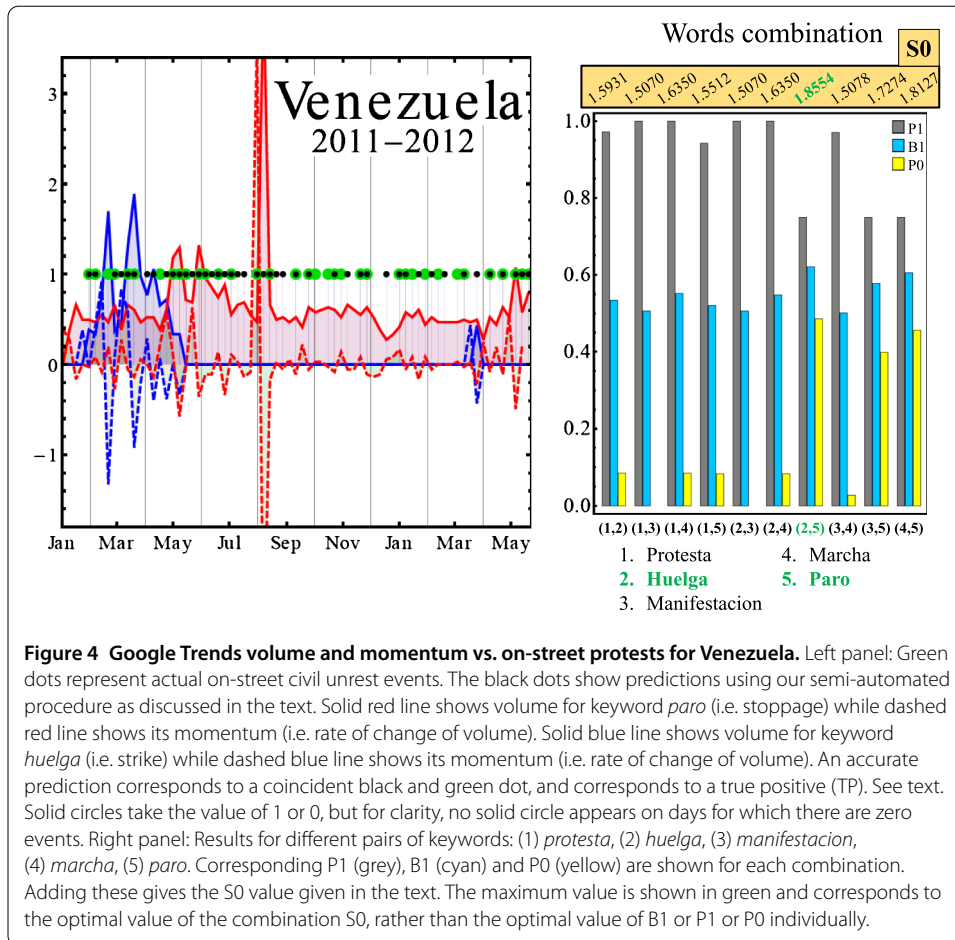 Words combination
S0
1.5931 1.5070 1.6350 1.5512 1.5070 1.6350 1.8554 1.5078 1.7274 1.8127
Venezuela
2011–2012
3
2
1
0
−1
Jan Mar May Jul Sep Nov Jan Mar May
1.0
0.8
0.6
0.4
0.2
0.0
P1
B1
P0
(1,2) (1,3) (1,4) (1,5) (2,3) (2,4) (2,5) (3,4) (3,5) (4,5)
1. Protesta 4. Marcha
2. Huelga 5. Paro
3. Manifestacion
Figure 4 Google Trends volume and momentum vs. on-street protests for Venezuela. Left panel: Green
dots represent actual on-street civil unrest events. The black dots show predictions using our semi-automated
procedure as discussed in the text. Solid red line shows volume for keyword paro (i.e. stoppage) while dashed
red line shows its momentum (i.e. rate of change of volume). Solid blue line shows volume for keyword
huelga (i.e. strike) while dashed blue line shows its momentum (i.e. rate of change of volume). An accurate
prediction corresponds to a coincident black and green dot, and corresponds to a true positive (TP). See text.
Solid circles take the value of 1 or 0, but for clarity, no solid circle appears on days for which there are zero
events. Right panel: Results for different pairs of keywords: (1) protesta, (2) huelga, (3) manifestacion,
(4) marcha, (5) paro. Corresponding P1 (grey), B1 (cyan) and P0 (yellow) are shown for each combination.
Adding these gives the S0 value given in the text. The maximum value is shown in green and corresponds to
the optimal value of the combination S0, rather than the optimal value of B1 or P1 or P0 individually.